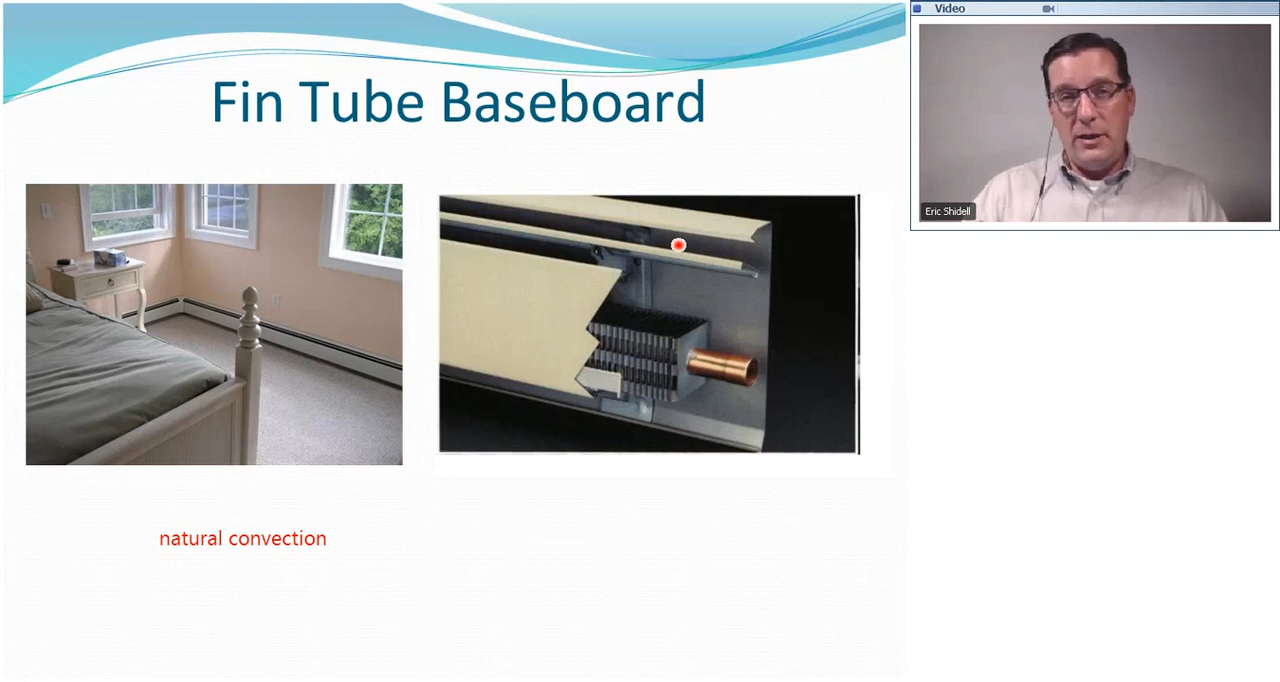 Fin Tube Baseboard
natural convection
Video
Eric Shidell